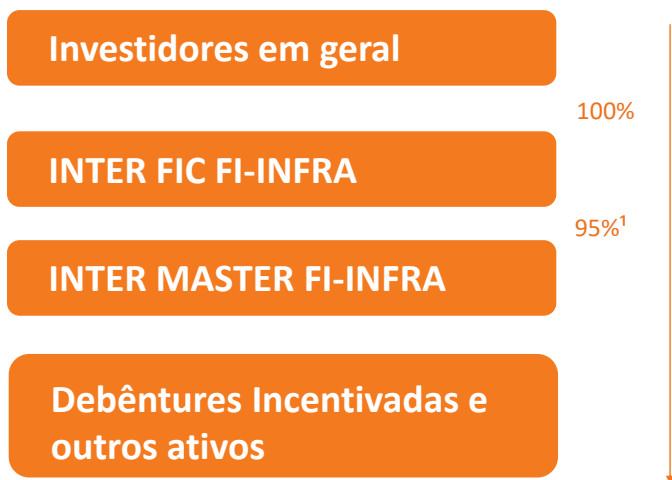 Investidores em geral
100%
INTER FIC FI-INFRA
95%¹
INTER MASTER FI-INFRA
Debêntures Incentivadas e
outros ativos